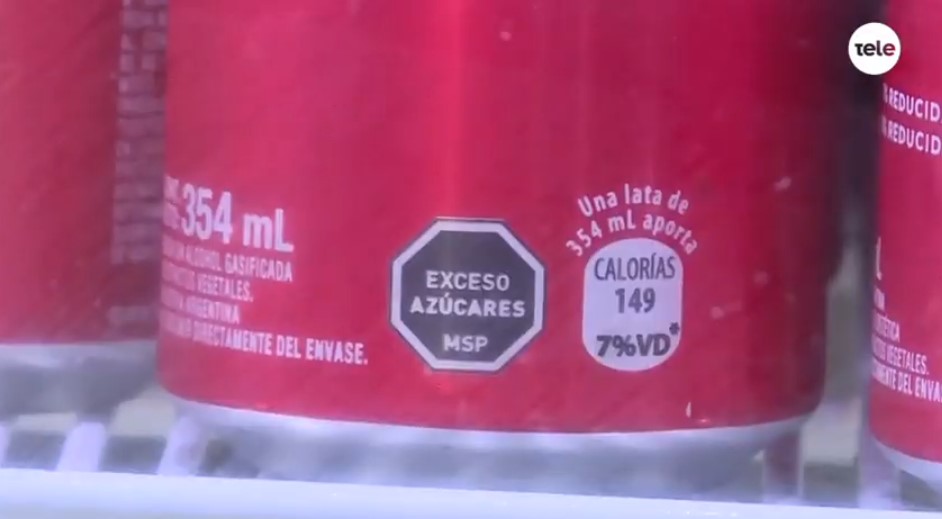 tele
REDUCID
REDUCID
354 mL
ALCOHOL GASIFICADA
VEGETALES.
ARGENTINA
DIRECTAMENTE DEL ENVASE.
EXCESO
AZÚCARES
MSP
Una lata de
354 mL aporta
CALORÍAS
149
7%VD*
L
VEGETALES.
DEL ENVA